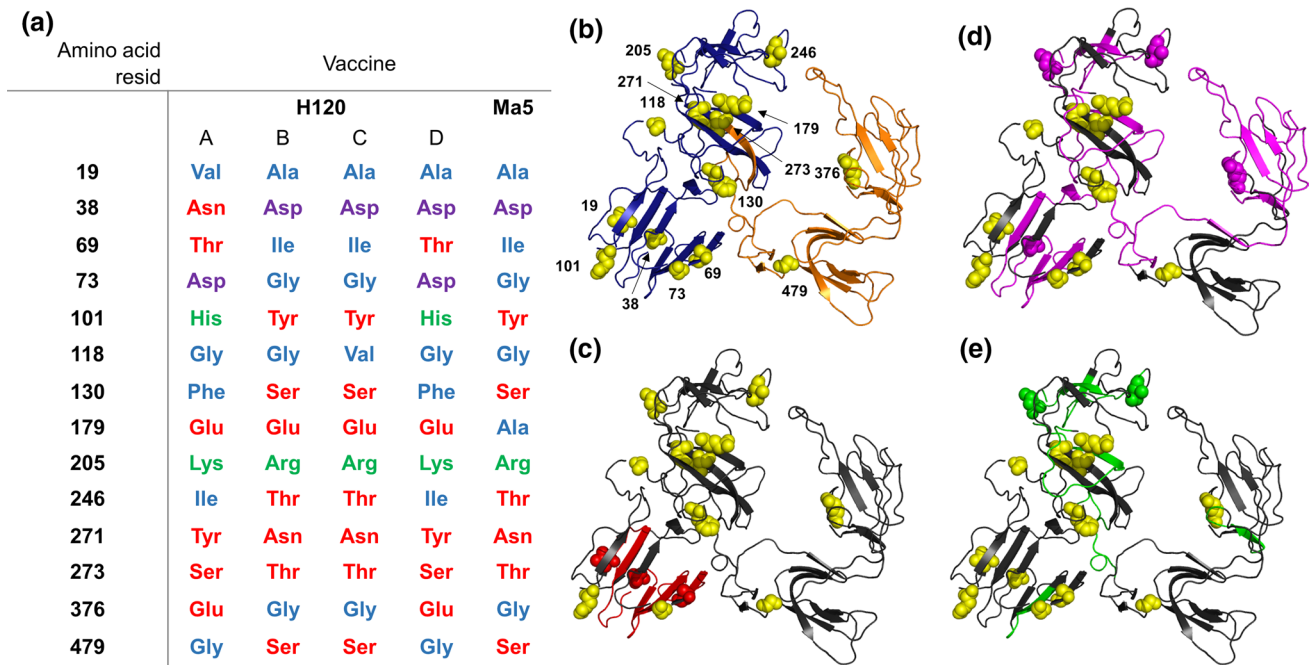 (a)
Amino acid
resid
Vaccine
H120 Ma5
A B C D
19 Val Ala Ala Ala Ala
38 Asn Asp Asp Asp Asp
69 Thr Ile Ile Thr Ile
73 Asp Gly Gly Asp Gly
101 His Tyr Tyr His Tyr
118 Gly Gly Val Gly Gly
130 Phe Ser Ser Phe Ser
179 Glu Glu Glu Glu Ala
205 Lys Arg Arg Lys Arg
246 Ile Thr Thr Ile Thr
271 Tyr Asn Asn Tyr Asn
273 Ser Thr Thr Ser Thr
376 Glu Gly Gly Glu Gly
479 Gly Ser Ser Gly Ser
(b)
205
246
271
118
179
273
376
130
19
101
38
73
69
479
(c)
(d)
(e)